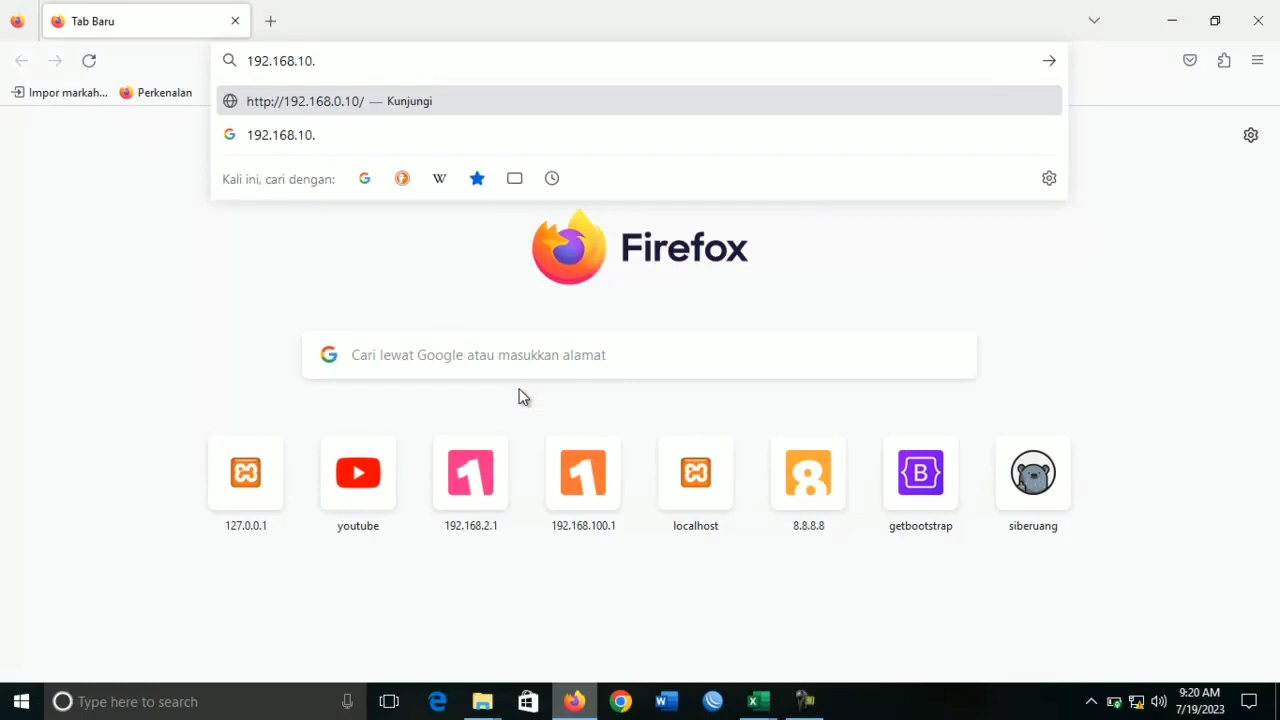 Tab Baru
192.168.10.
http://192.168.0.10/ — Kunjungi
192.168.10.
Kali ini, cari dengan:
W
Impor markah...
Perkenalan
Firefox
Cari lewat Google atau masukkan alamat
127.0.0.1
youtube
1
192.168.2.1
1
192.168.100.1
localhost
8
8.8.8.8
B
getbootstrap
siberuang
Type here to search
9:20 AM
7/19/2023